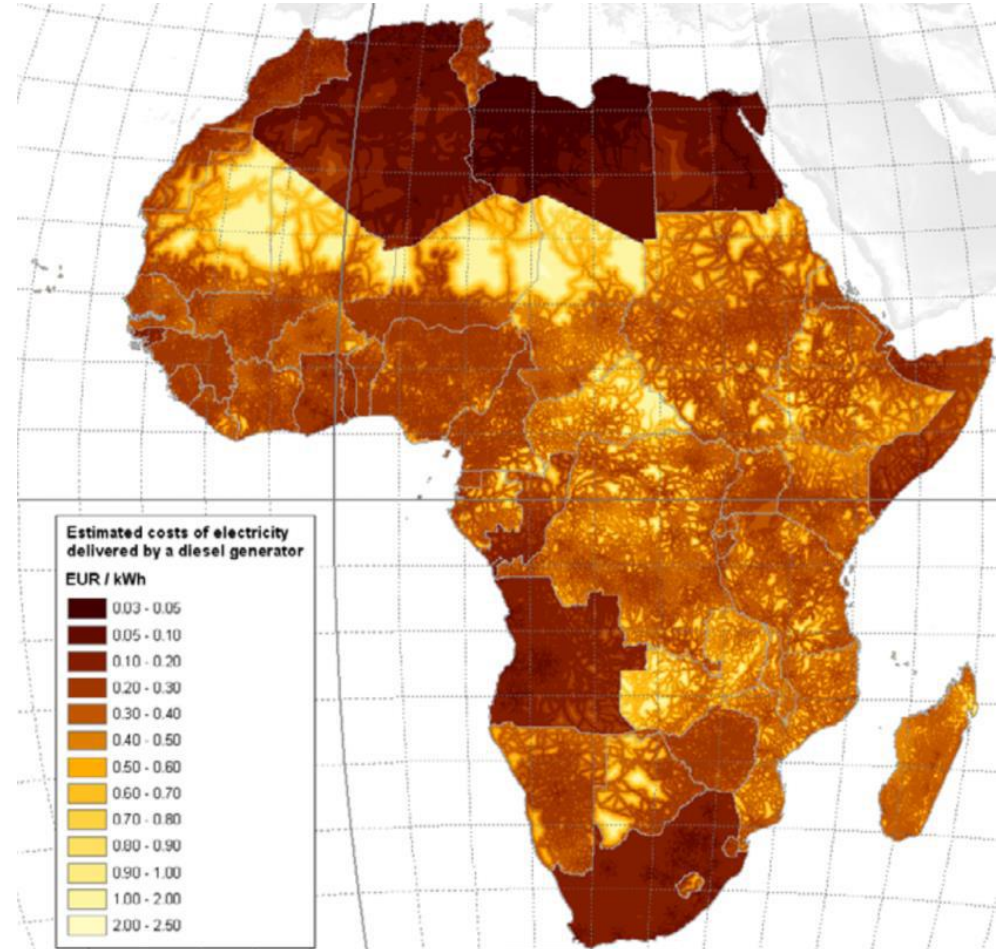 Estimated costs of electricity
delivered by a diesel generator
EUR / kWh
0.03 - 0.05
0.05 - 0.10
0.10 - 0.20
0.20 - 0.30
0.30 - 0.40
0.40 - 0.50
0.50 - 0.60
0.60 - 0.70
0.70 - 0.80
0.80 - 0.90
0.90 - 1.00
1.00 - 2.00
2.00 - 2.50